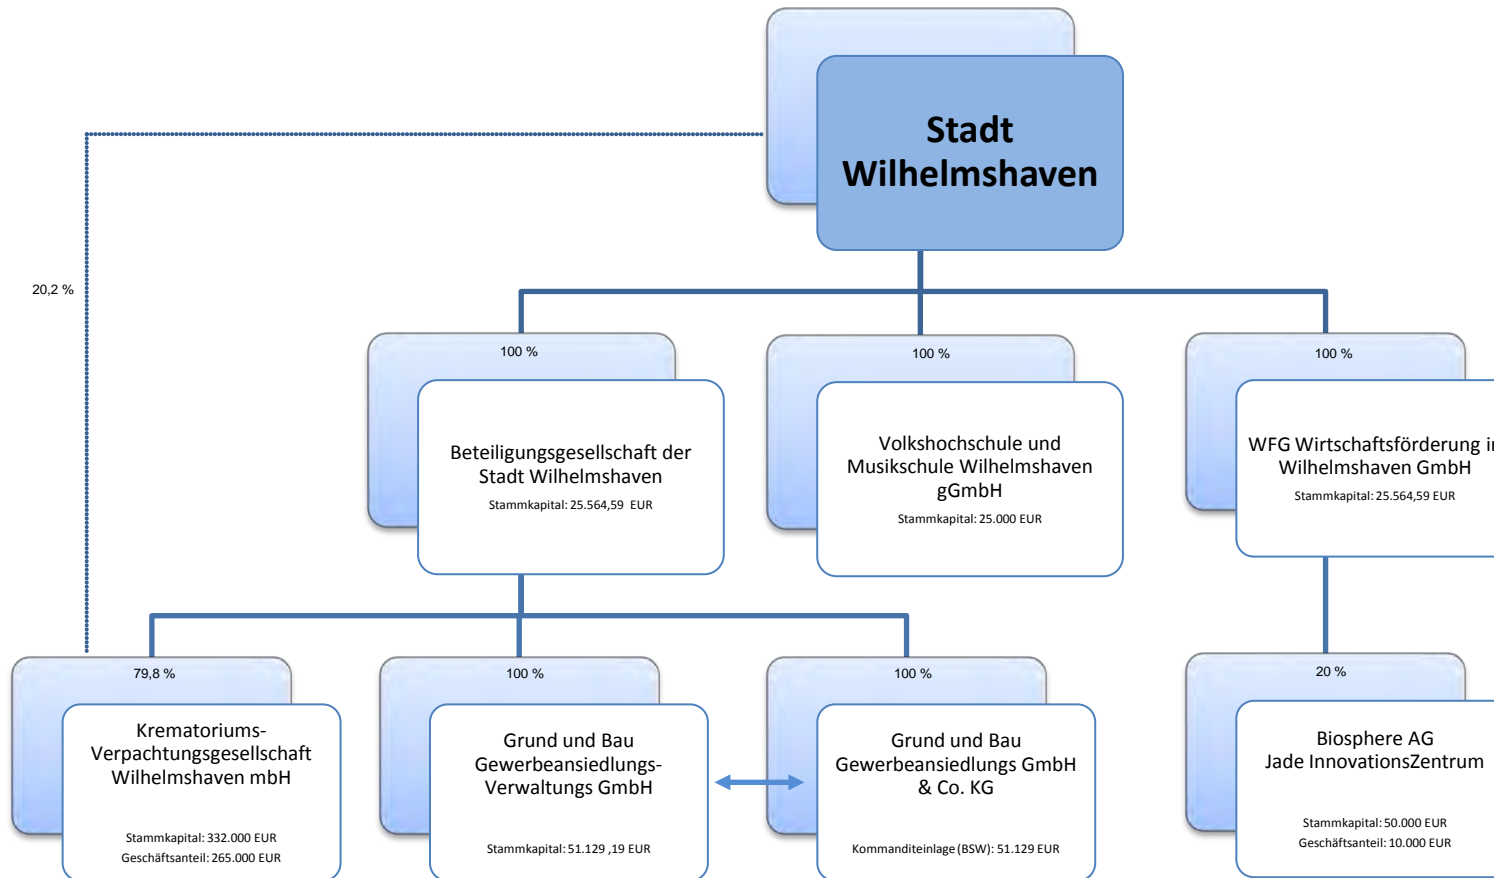 Stadt
Wilhelmshaven
20,2 %
100 %
Beteiligungsgesellschaft der
Stadt Wilhelmshaven
Stammkapital: 25.564,59 EUR
100 %
Volkshochschule und
Musikschule Wilhelmshaven
gGmbH
Stammkapital: 25.000 EUR
100 %
WFG Wirtschaftsförderung
Wilhelmshaven GmbH
Stammkapital: 25.564,59 EUR
79,8 %
Krematoriums-
Verpachtungsgesellschaft
Wilhelmshaven mbH
Stammkapital: 332.000 EUR
Geschäftsanteil: 265.000 EUR
100 %
Grund und Bau
Gewerbeansiedlungs-
Verwaltungs GmbH
Stammkapital: 51.129 ,19 EUR
100 %
Grund und Bau
Gewerbeansiedlungs GmbH
& Co. KG
Kommanditeinlage (BSW): 51.129 EUR
20 %
Biosphere AG
Jade InnovationsZentrum
Stammkapital: 50.000 EUR
Geschäftsanteil: 10.000 EUR